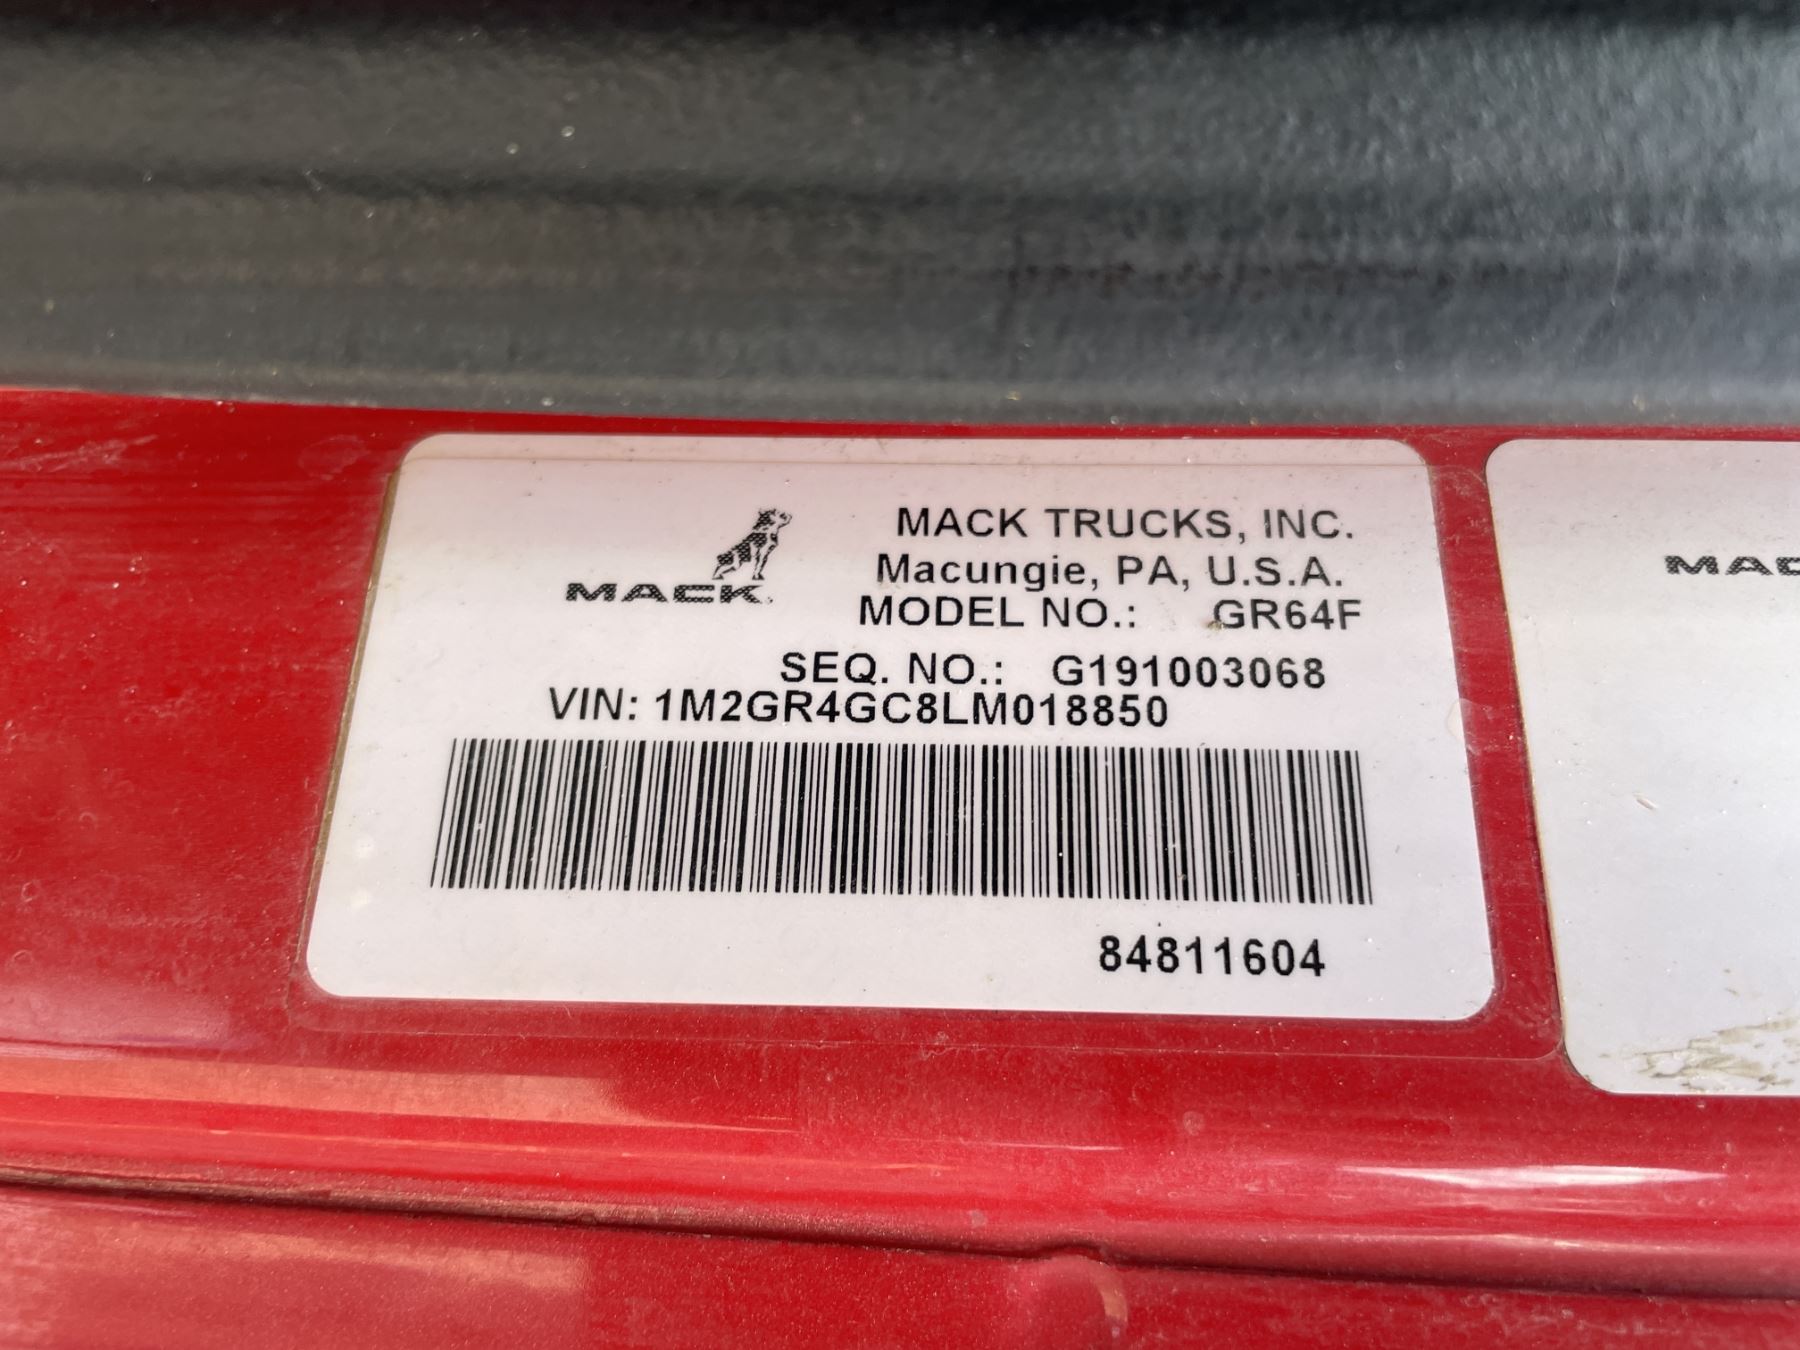 MACK
MACK TRUCKS, INC.
Macungie, PA, U.S.A.
MODEL NO.: GR64F
SEQ. NO.: G191003068
VIN: 1M2GR4GC8LM018850
84811604